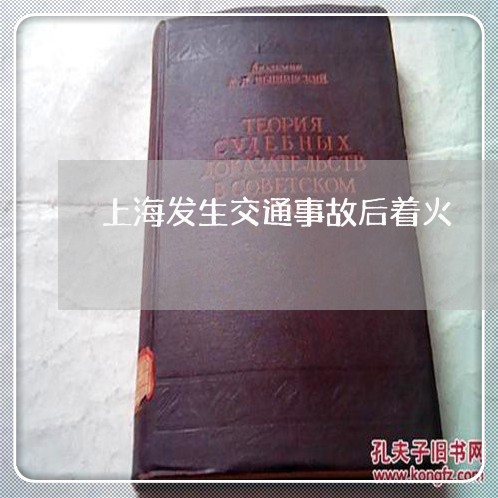 Академик
А. Я. ВЫШИНСКИЙ
ТЕОРИЯ
СУДЕБНЫХ
ДОКАЗАТЕЛЬСТВ
В СОВЕТСКОМ
上海发生交通事故后着火
孔夫子旧书网
www.kongfz.com